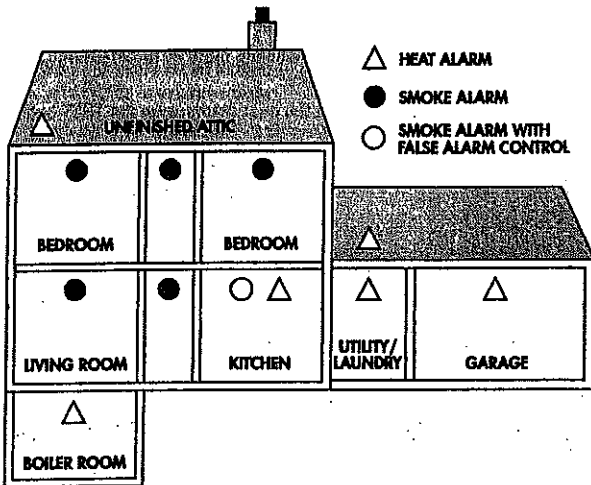 HEAT ALARM
SMOKE ALARM
SMOKE ALARM WITH
FALSE ALARM CONTROL
UNFINISHED ATTIC
BEDROOM
BEDROOM
LIVING ROOM
KITCHEN
UTILITY/
LAUNDRY
GARAGE
BOILER ROOM